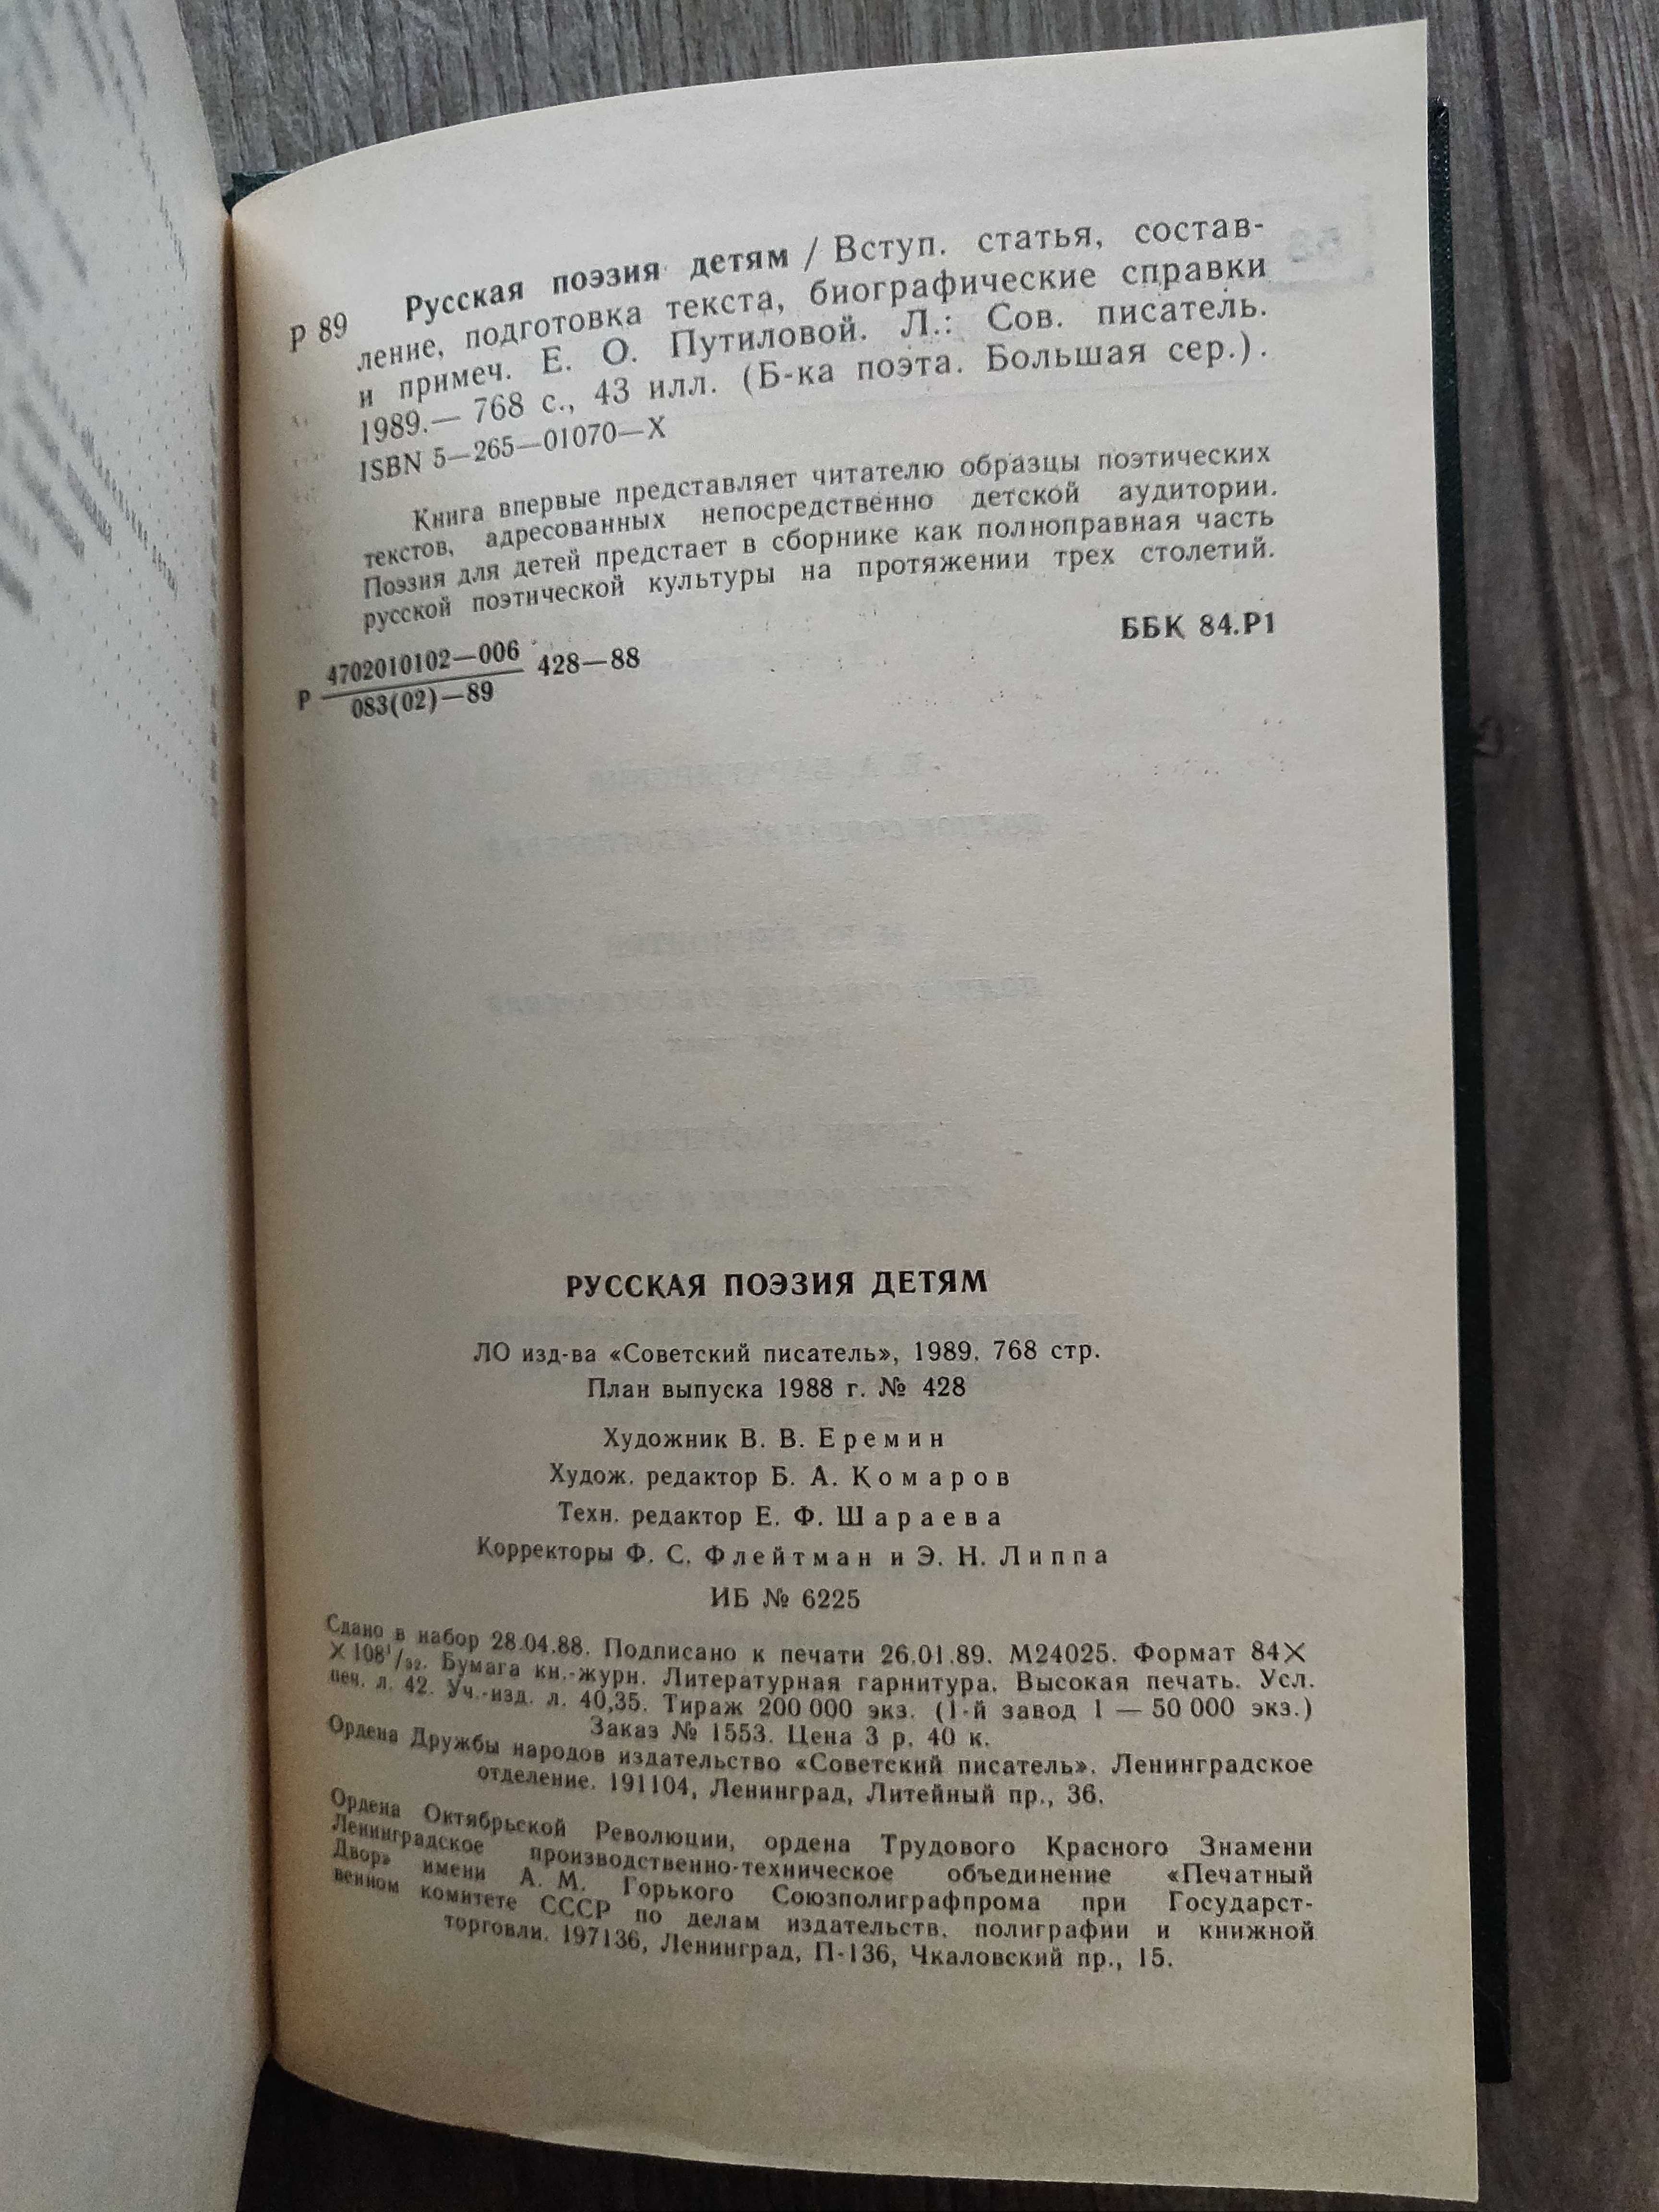 Р 89 Русская поэзия детям / Вступ. статья, состав-
ление, подготовка текста, биографические справки
и примеч. Е. О. Путиловой. Л.: Сов. писатель.
1989.— 768 с., 43 илл. (Б-ка поэта. Большая сер.).
ISBN 5—265—01070—X
Книга впервые представляет читателю образцы поэтических
текстов, адресованных непосредственно детской аудитории.
Поэзия для детей предстает в сборнике как полноправная часть
русской поэтической культуры на протяжении трех столетий.
ББК 84.Р1
Р 4702010102—006 428—88
083(02)—89
РУССКАЯ ПОЭЗИЯ ДЕТЯМ
ЛО изд-ва «Советский писатель», 1989. 768 стр.
План выпуска 1988 г. № 428
Художник В. В. Еремин
Худож. редактор Б. А. Комаров
Техн. редактор Е. Ф. Шараева
Корректоры Ф. С. Флейтман и Э. Н. Липпа
ИБ № 6225
Сдано в набор 28.04.88. Подписано к печати 26.01.89. М24025. Формат 84×
×108¹/₃₂. Бумага кн.-журн. Литературная гарнитура. Высокая печать. Усл.
печ. л. 42. Уч.-изд. л. 40,35. Тираж 200 000 экз. (1-й завод 1 — 50 000 экз.)
Заказ № 1553. Цена 3 р. 40 к.
Ордена Дружбы народов издательство «Советский писатель». Ленинградское
отделение. 191104, Ленинград, Литейный пр., 36.
Ордена Октябрьской Революции, ордена Трудового Красного Знамени
Ленинградское производственно-техническое объединение «Печатный
Двор» имени А. М. Горького Союзполиграфпрома при Государст-
венном комитете СССР по делам издательств, полиграфии и книжной
торговли. 197136, Ленинград, П-136, Чкаловский пр., 15.